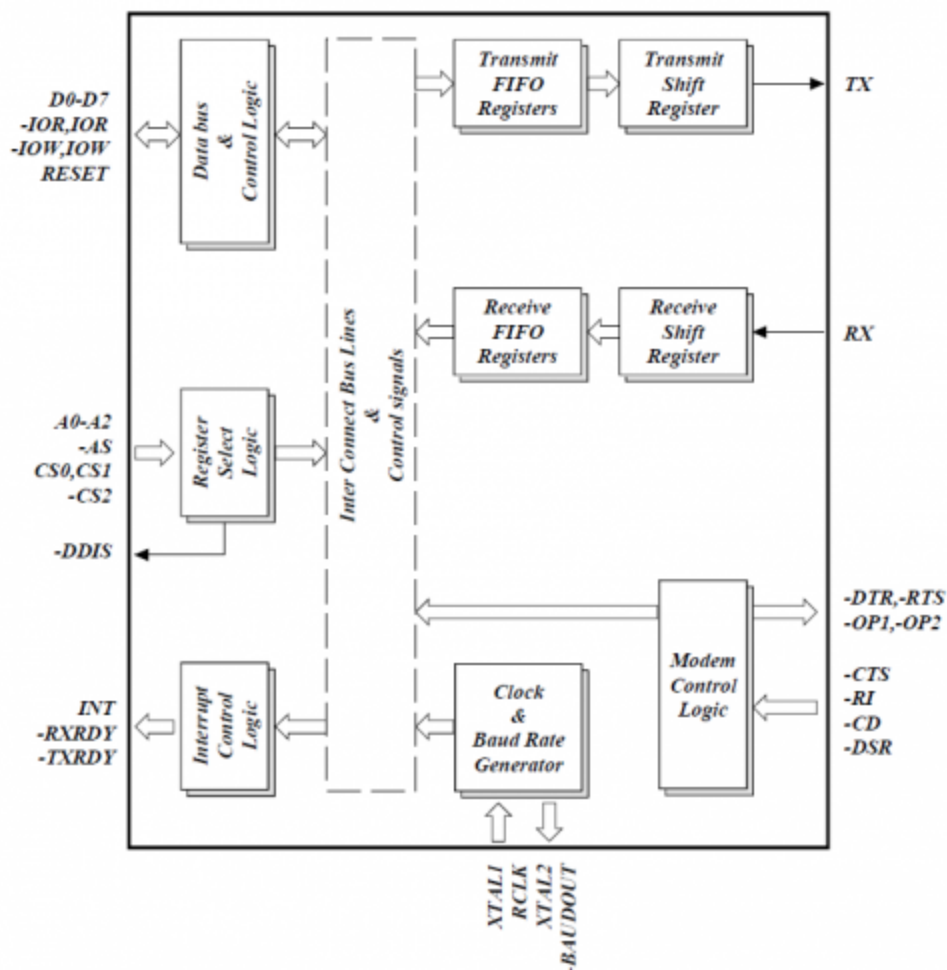 D0-D7
-IOR,IOR
-IOW,IOW
RESET
Data bus
&
Control Logic
A0-A2
-AS
CS0,CS1
-CS2
-DDIS
Register
Select
Logic
INT
-RXRDY
-TXRDY
Interrupt
Control
Logic
Inter Connect Bus Lines
&
Control signals
Transmit
FIFO
Registers
Transmit
Shift
Register
TX
Receive
FIFO
Registers
Receive
Shift
Register
RX
Clock
&
Baud Rate
Generator
Modem
Control
Logic
-DTR,-RTS
-OP1,-OP2
-CTS
-RI
-CD
-DSR
XTAL1
RCLK
XTAL2
-BAUDOUT